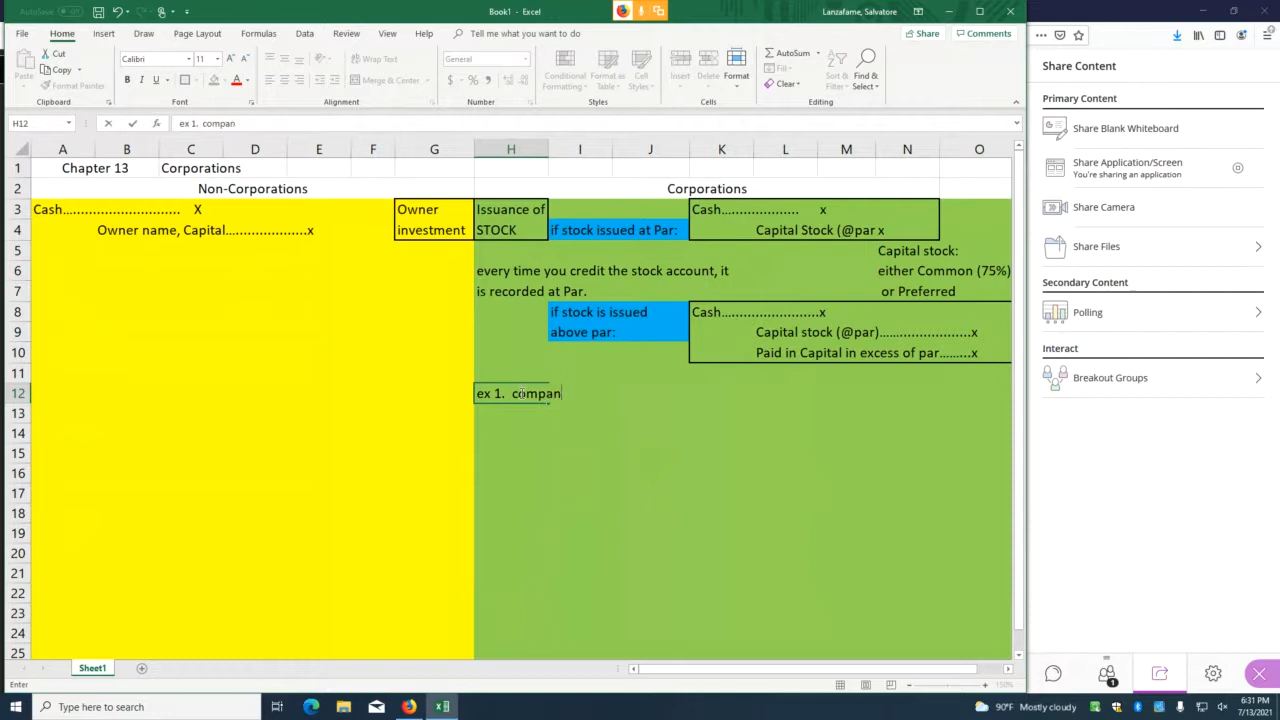 AutoSave Off
Book1 - Excel
Lanzafame, Salvatore
File Home Insert Draw Page Layout Formulas Data Review View Help Tell me what you want to do
Share Comments
Cut
Copy
Format Painter
Paste
Calibri 11
Wrap Text
Merge & Center
General
Conditional Formatting
Format as Table
Cell Styles
Insert Delete Format
AutoSum
Fill
Clear
Sort & Filter
Find & Select
Clipboard Font Alignment Number Styles Cells Editing
H12 ex 1. compan
A B C D E F G H I J K L M N O
1 Chapter 13 Corporations
2 Non-Corporations Corporations
3 Cash............................... X Owner Issuance of Cash.................... x
4 Owner name, Capital......................x investment STOCK if stock issued at Par: Capital Stock (@par x
5 Capital stock:
6 every time you credit the stock account, it either Common (75%)
7 is recorded at Par. or Preferred
8 if stock is issued Cash.........................x
9 above par: Capital stock (@par)........................x
10 Paid in Capital in excess of par.........x
11
12 ex 1. compan
13
14
15
16
17
18
19
20
21
22
23
24
25
Sheet1
Enter
150%
Share Content
Primary Content
Share Blank Whiteboard
Share Application/Screen
You're sharing an application
Share Camera
Share Files
Secondary Content
Polling
Interact
Breakout Groups
1
Type here to search
90°F Mostly cloudy
6:31 PM
7/13/2021